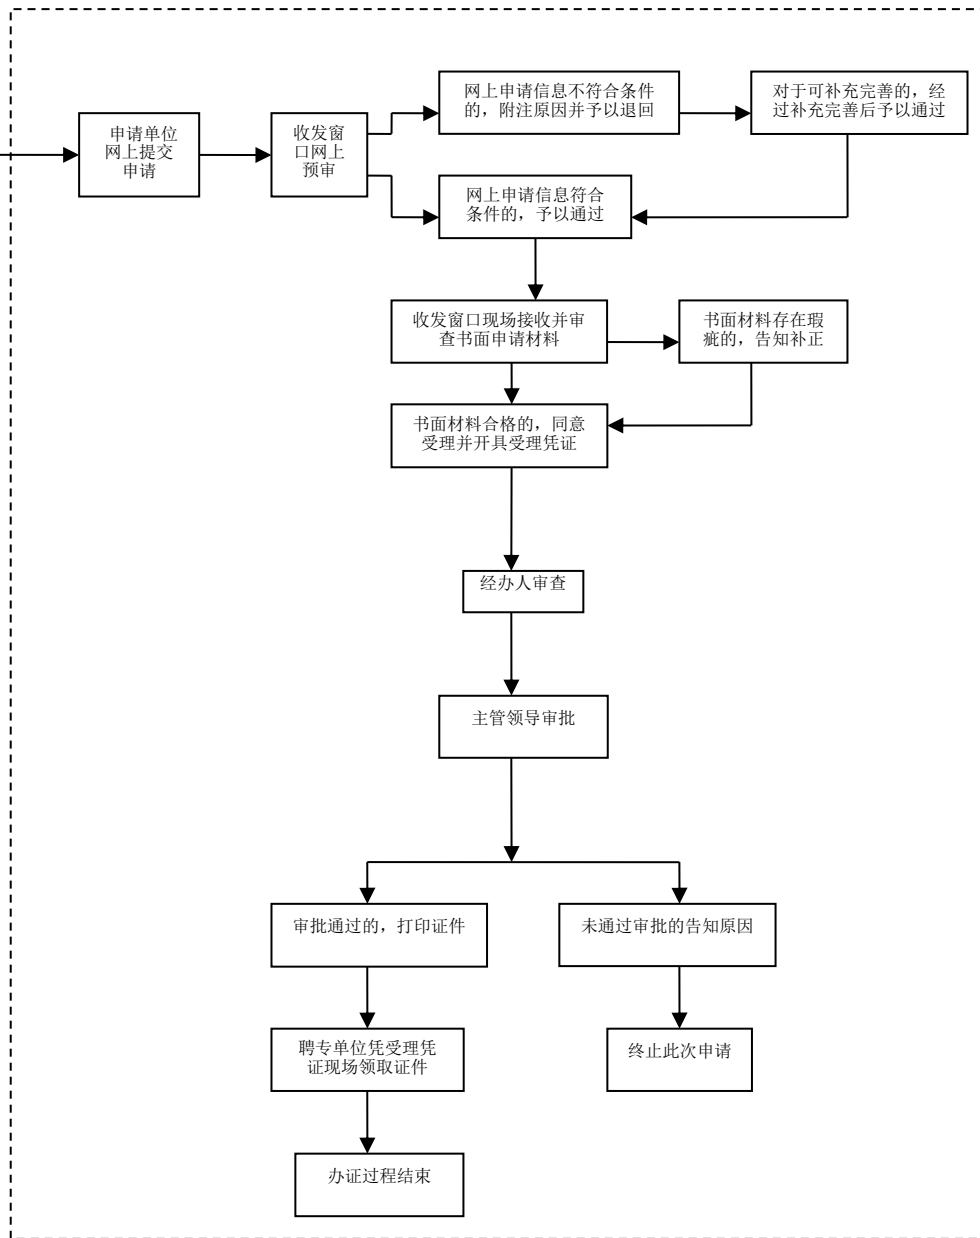 网上申请信息不符合条件
的，附注原因并予以退回
对于可补充完善的，经
过补充完善后予以通过
申请单位
网上提交
申请
收发窗
口网上
预审
网上申请信息符合
条件的，予以通过
收发窗口现场接收并审
查书面申请材料
书面材料存在瑕
疵的，告知补正
书面材料合格的，同意
受理并开具受理凭证
经办人审查
主管领导审批
审批通过的，打印证件
未通过审批的告知原因
聘专单位凭受理凭
证现场领取证件
终止此次申请
办证过程结束